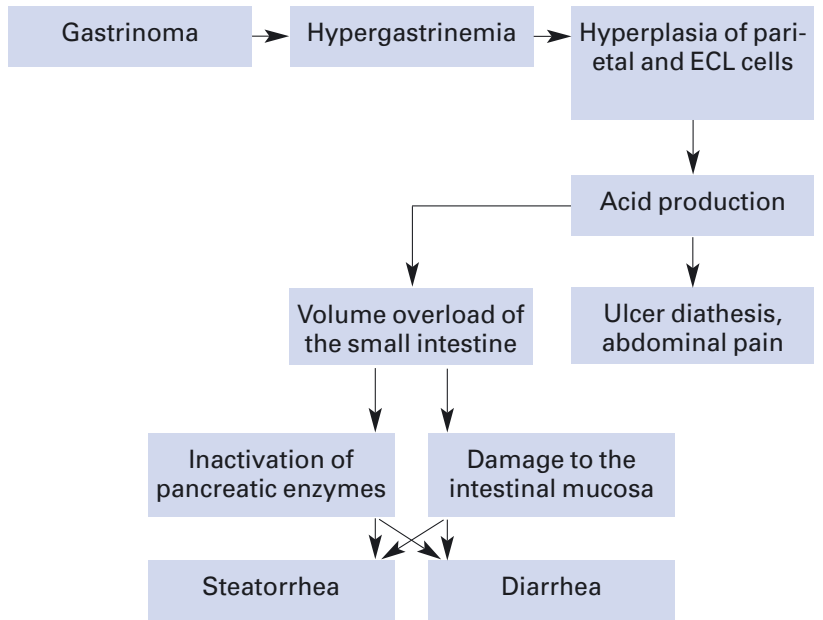 Gastrinoma
Hypergastrinemia
Hyperplasia of pari-
etal and ECL cells
Acid production
Volume overload of
the small intestine
Ulcer diathesis,
abdominal pain
Inactivation of
pancreatic enzymes
Damage to the
intestinal mucosa
Steatorrhea
Diarrhea